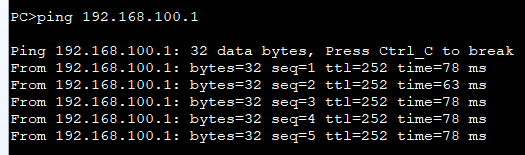 PC>ping 192.168.100.1
Ping 192.168.100.1: 32 data bytes, Press Ctrl_C to break
From 192.168.100.1: bytes=32 seq=1 ttl=252 time=78 ms
From 192.168.100.1: bytes=32 seq=2 ttl=252 time=63 ms
From 192.168.100.1: bytes=32 seq=3 ttl=252 time=78 ms
From 192.168.100.1: bytes=32 seq=4 ttl=252 time=78 ms
From 192.168.100.1: bytes=32 seq=5 ttl=252 time=78 ms